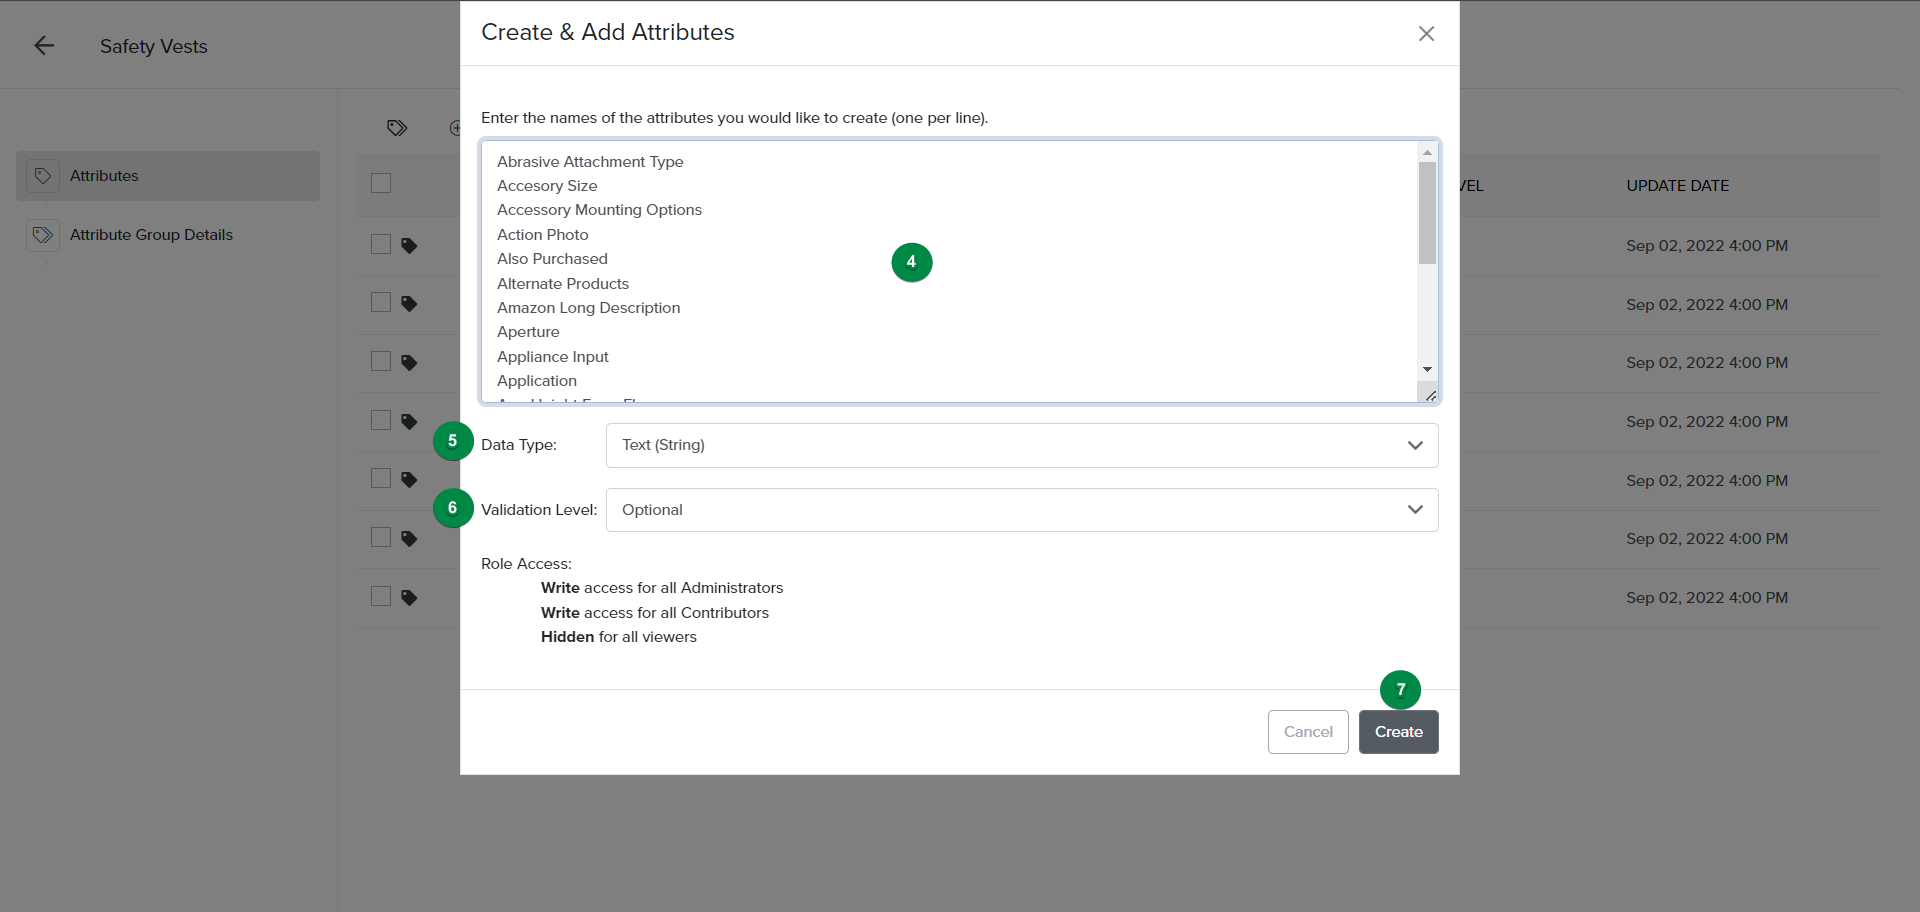 Create & Add Attributes
Safety Vests
Enter the names of the attributes you would like to create (one per line).
Attributes
Attribute Group Details
Abrasive Attachment Type
Accesory Size
Accessory Mounting Options
Action Photo
Also Purchased
Alternate Products
Amazon Long Description
Aperture
Appliance Input
Application
4
5
Data Type:
Text (String)
6
Validation Level:
Optional
Role Access:
Write access for all Administrators
Write access for all Contributors
Hidden for all viewers
7
Cancel
Create
VEL
UPDATE DATE
Sep 02, 2022 4:00 PM
Sep 02, 2022 4:00 PM
Sep 02, 2022 4:00 PM
Sep 02, 2022 4:00 PM
Sep 02, 2022 4:00 PM
Sep 02, 2022 4:00 PM
Sep 02, 2022 4:00 PM